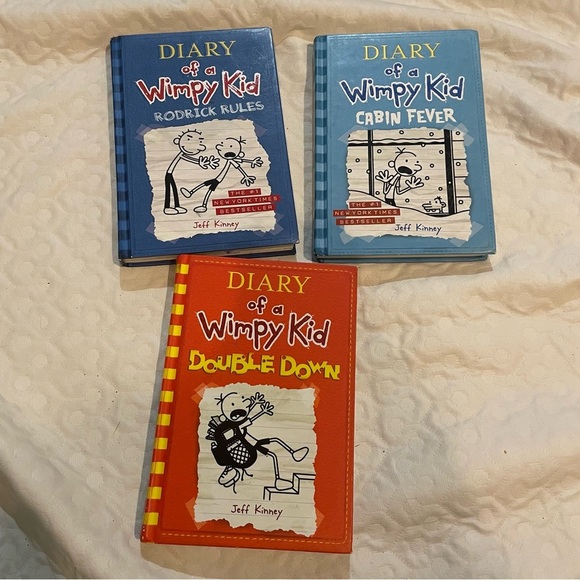 DIARY
of a
Wimpy Kid
RODRICK RULES
THE #1
NEW YORK TIMES
BESTSELLER
Jeff Kinney
DIARY
of a
Wimpy Kid
CABIN FEVER
THE #1
NEW YORK TIMES
BESTSELLER
Jeff Kinney
DIARY
of a
Wimpy Kid
DOUBLE DOWN
Jeff Kinney